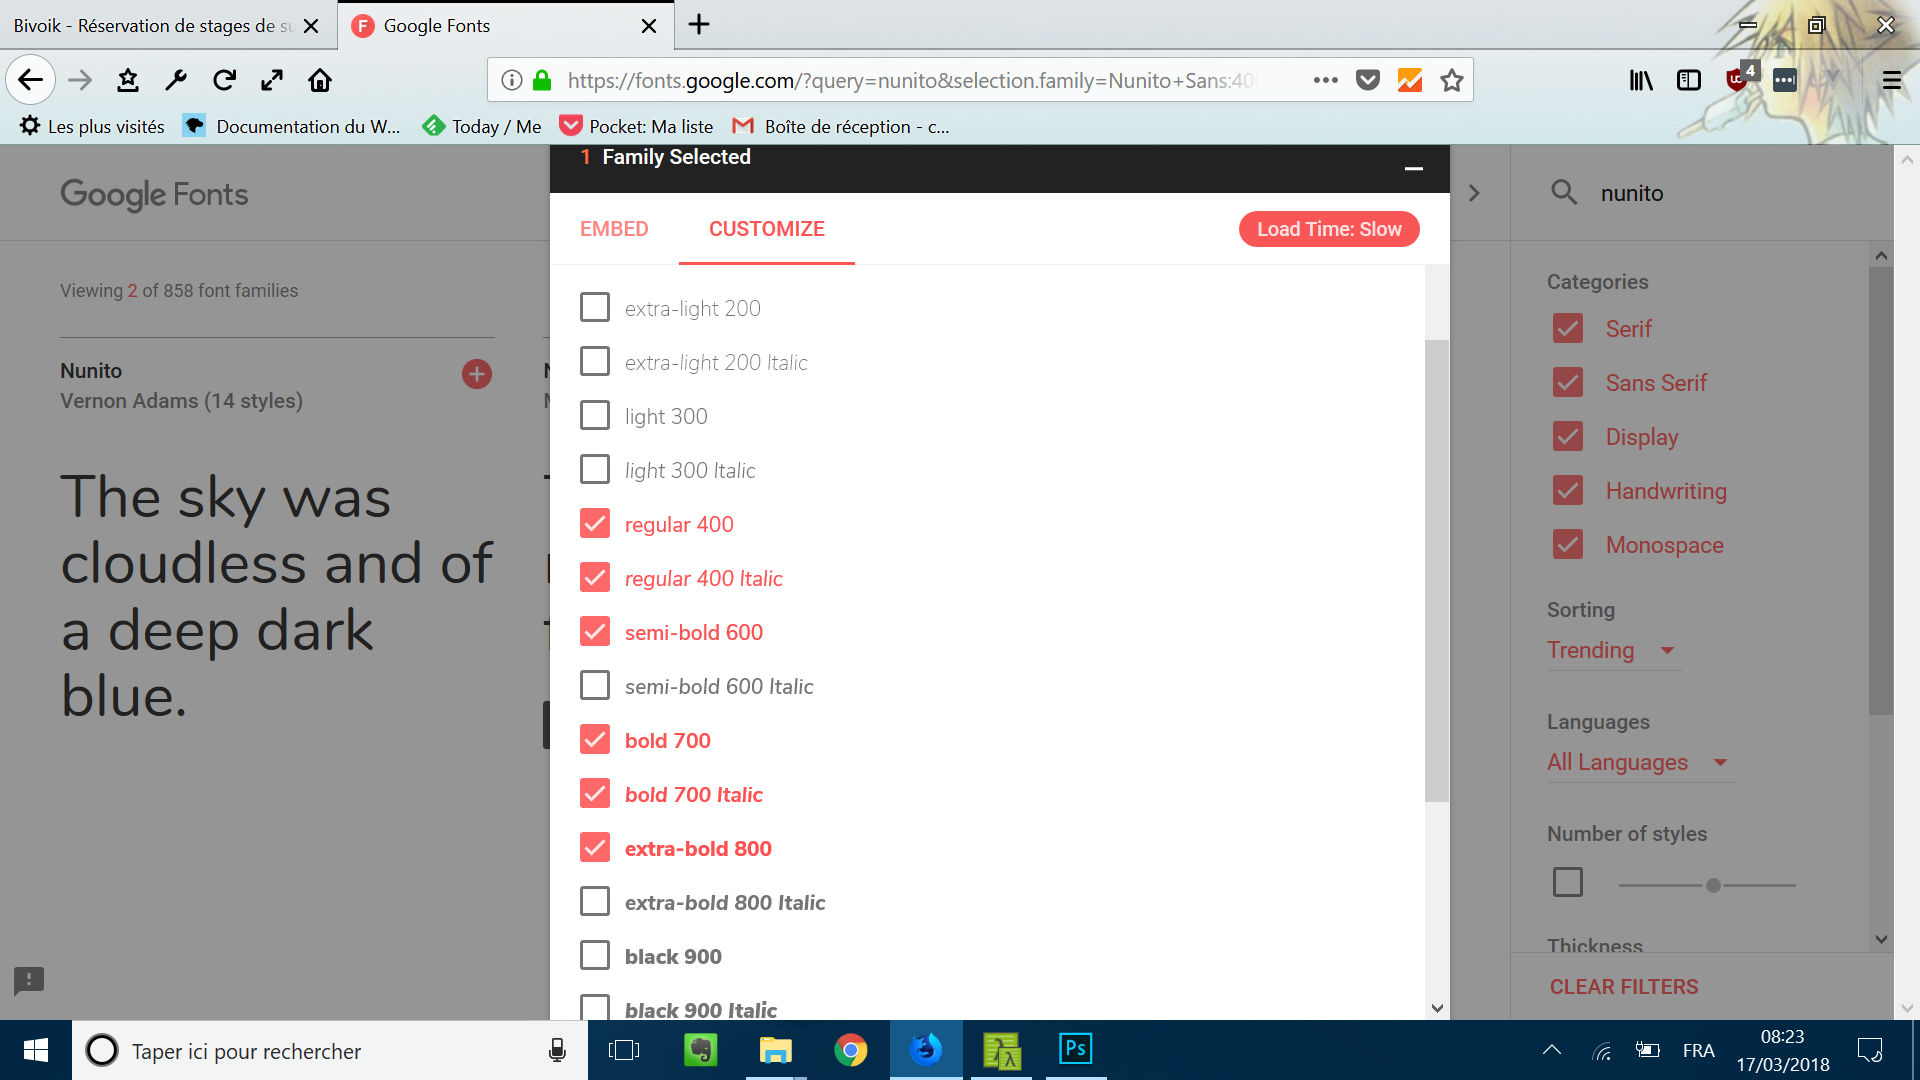 Bivoik - Réservation de stages de su
Google Fonts
https://fonts.google.com/?query=nunito&selection.family=Nunito+Sans:400
4
Les plus visités
Documentation du W...
Today / Me
Pocket: Ma liste
Boîte de réception - c...
Google Fonts
1 Family Selected
nunito
EMBED
CUSTOMIZE
Load Time: Slow
Viewing 2 of 858 font families
Nunito
Vernon Adams (14 styles)
The sky was
cloudless and of
a deep dark
blue.
extra-light 200
extra-light 200 Italic
light 300
light 300 Italic
regular 400
regular 400 Italic
semi-bold 600
semi-bold 600 Italic
bold 700
bold 700 Italic
extra-bold 800
extra-bold 800 Italic
black 900
black 900 Italic
Categories
Serif
Sans Serif
Display
Handwriting
Monospace
Sorting
Trending
Languages
All Languages
Number of styles
Thickness
CLEAR FILTERS
Taper ici pour rechercher
Ps
FRA
08:23
17/03/2018